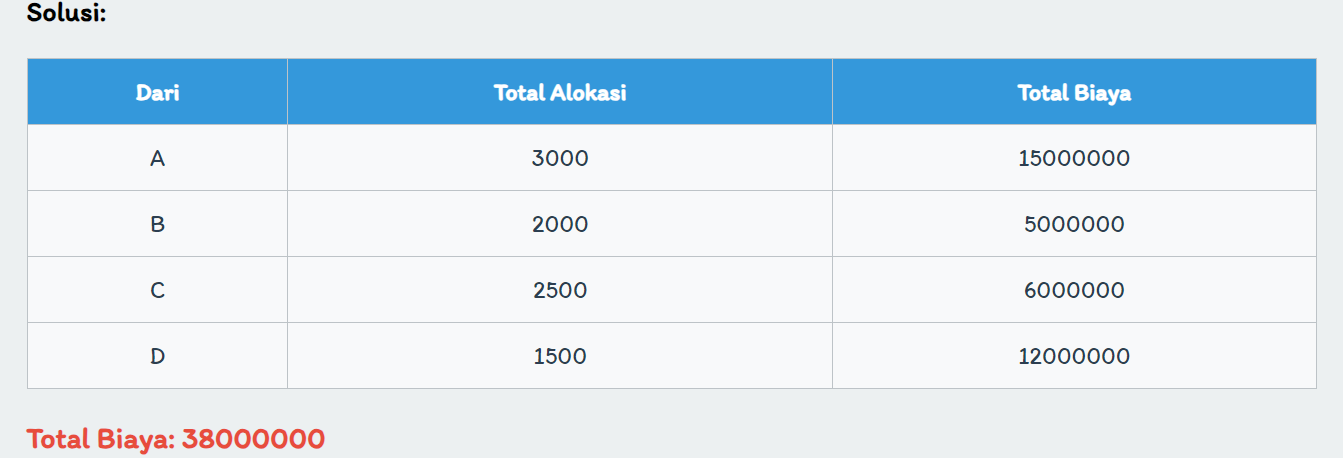 Solusi:
Dari Total Alokasi Total Biaya
A 3000 15000000
B 2000 5000000
C 2500 6000000
D 1500 12000000
Total Biaya: 38000000